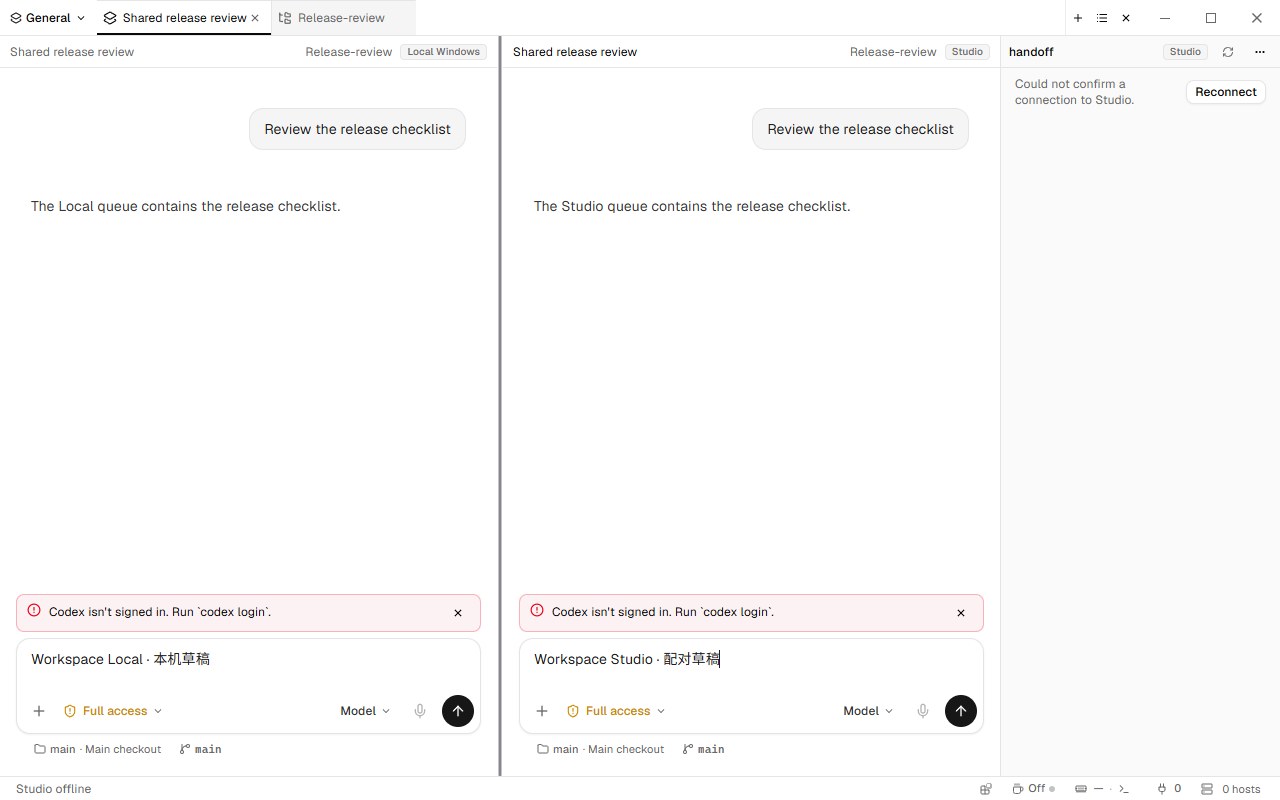 General
Shared release review
Release-review
Shared release review
Release-review
Local Windows
Shared release review
Release-review
Studio
handoff
Studio
Review the release checklist
The Local queue contains the release checklist.
Codex isn't signed in. Run `codex login`.
Workspace Local · 本机草稿
Full access
Model
main · Main checkout
main
Review the release checklist
The Studio queue contains the release checklist.
Codex isn't signed in. Run `codex login`.
Workspace Studio · 配对草稿
Full access
Model
main · Main checkout
main
Could not confirm a
connection to Studio.
Reconnect
Studio offline
Off
— ·
0
0 hosts